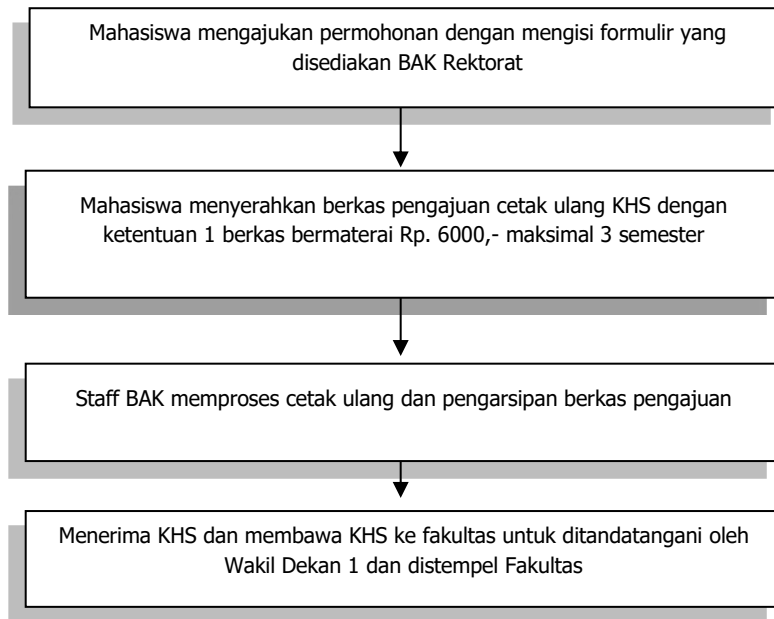 Mahasiswa mengajukan permohonan dengan mengisi formulir yang
disediakan BAK Rektorat
Mahasiswa menyerahkan berkas pengajuan cetak ulang KHS dengan
ketentuan 1 berkas bermaterai Rp. 6000,- maksimal 3 semester
Staff BAK memproses cetak ulang dan pengarsipan berkas pengajuan
Menerima KHS dan membawa KHS ke fakultas untuk ditandatangani oleh
Wakil Dekan 1 dan distempel Fakultas